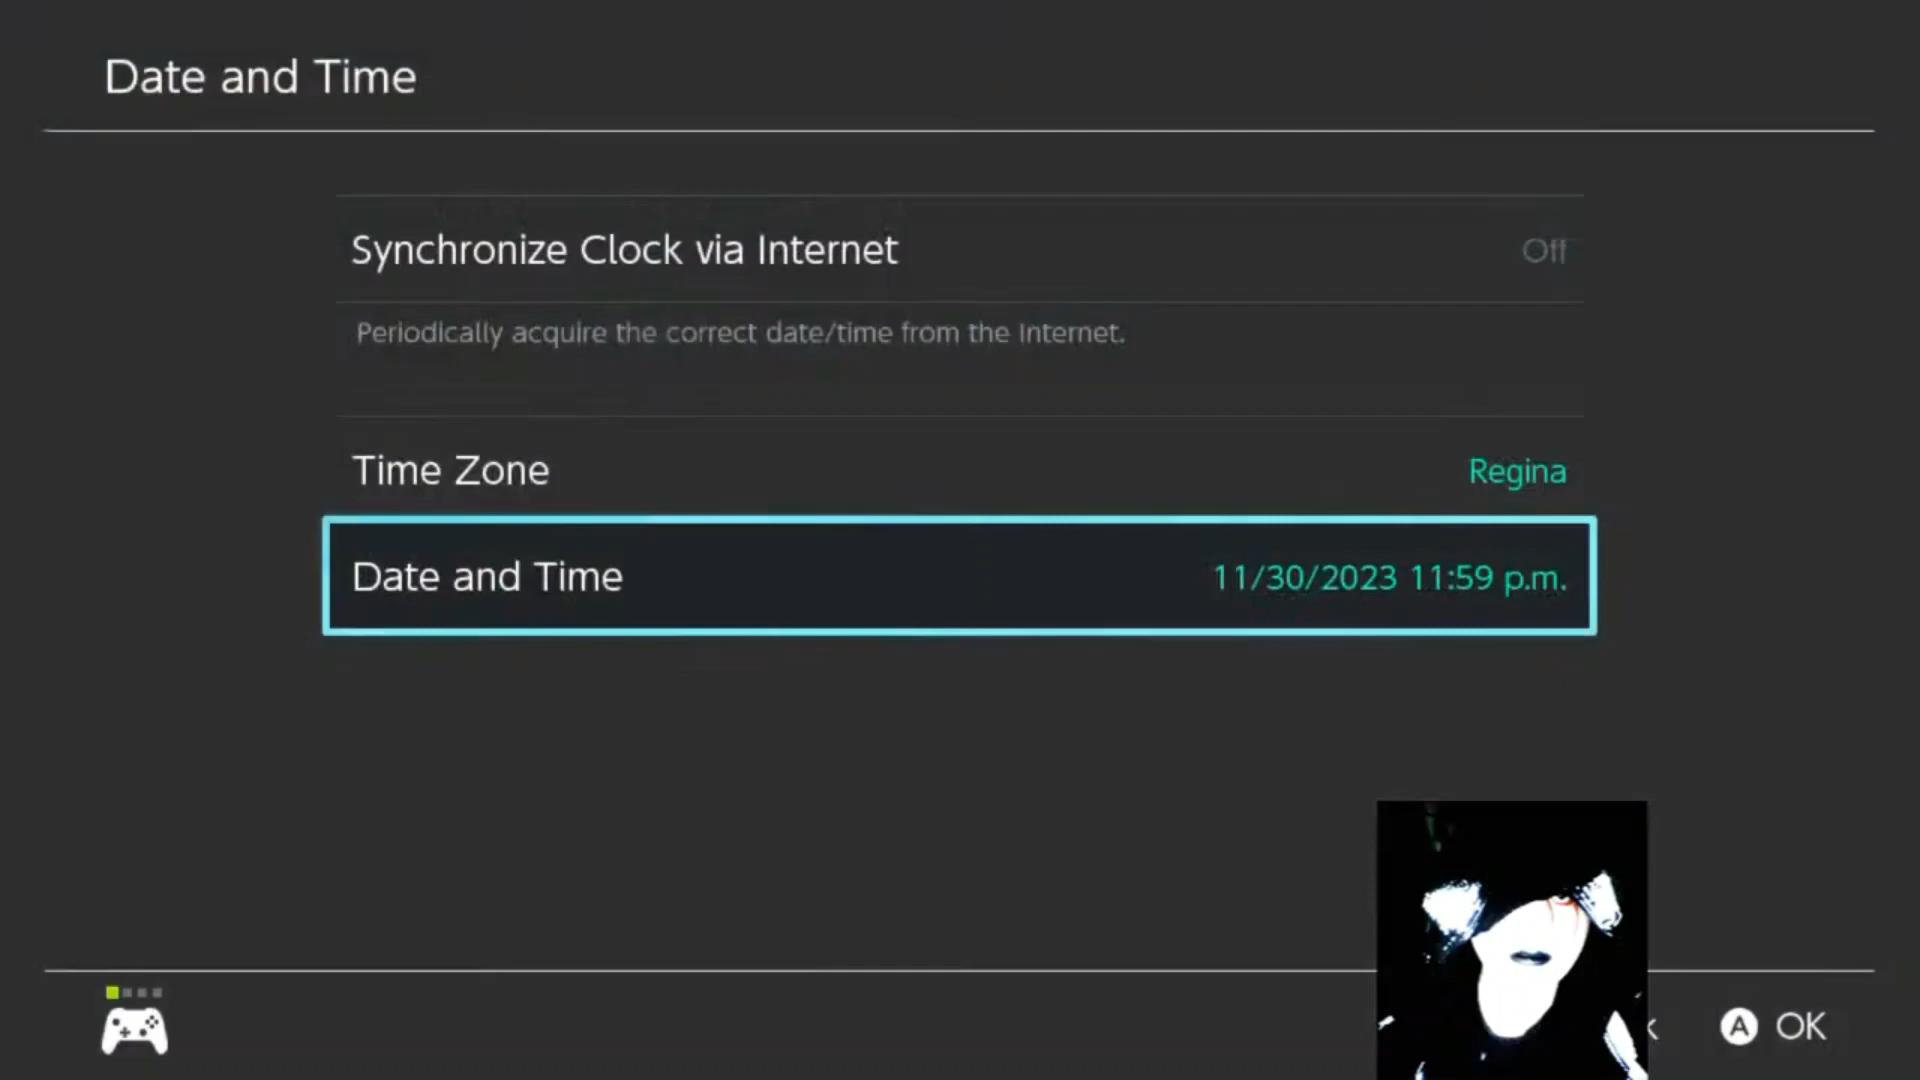 Date and Time
Synchronize Clock via Internet
Off
Periodically acquire the correct date/time from the Internet.
Time Zone
Regina
Date and Time
11/30/2023 11:59 p.m.
A OK